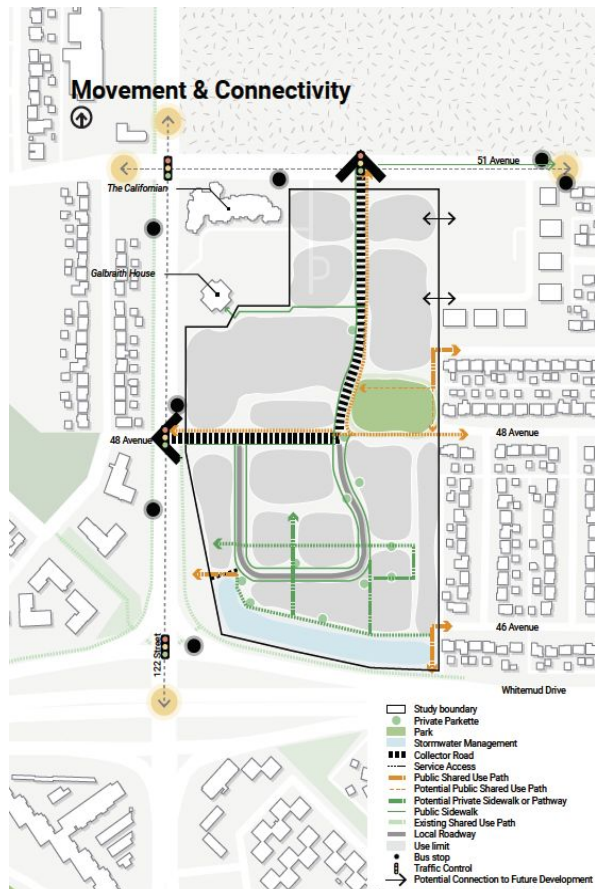 Movement & Connectivity
51 Avenue
The Californian
Galbraith House
P
48 Avenue
48 Avenue
46 Avenue
122 Street
Whitemud Drive
Study boundary
Private Parkette
Park
Stormwater Management
Collector Road
Service Access
Public Shared Use Path
Potential Public Shared Use Path
Potential Private Sidewalk or Pathway
Public Sidewalk
Existing Shared Use Path
Local Roadway
Use limit
Bus stop
Traffic Control
Potential Connection to Future Development